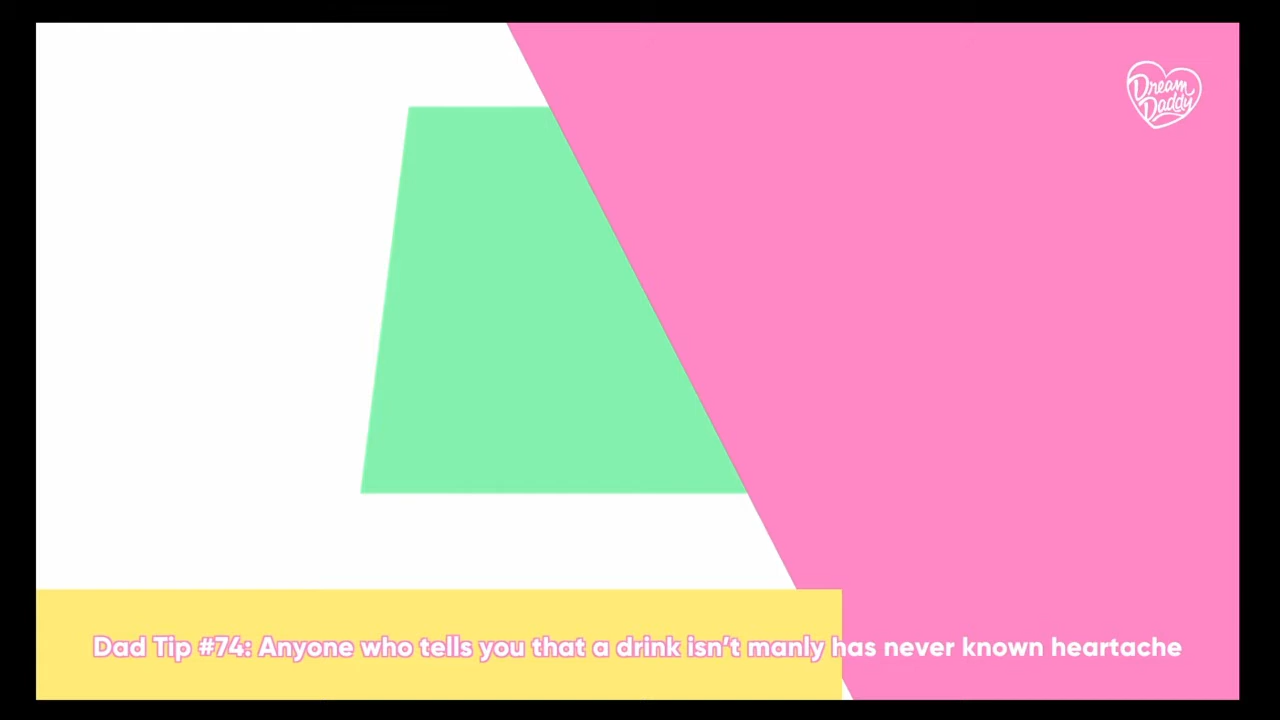 Dream
Daddy
Dad Tip #74: Anyone who tells you that a drink isn’t manly has never known heartache